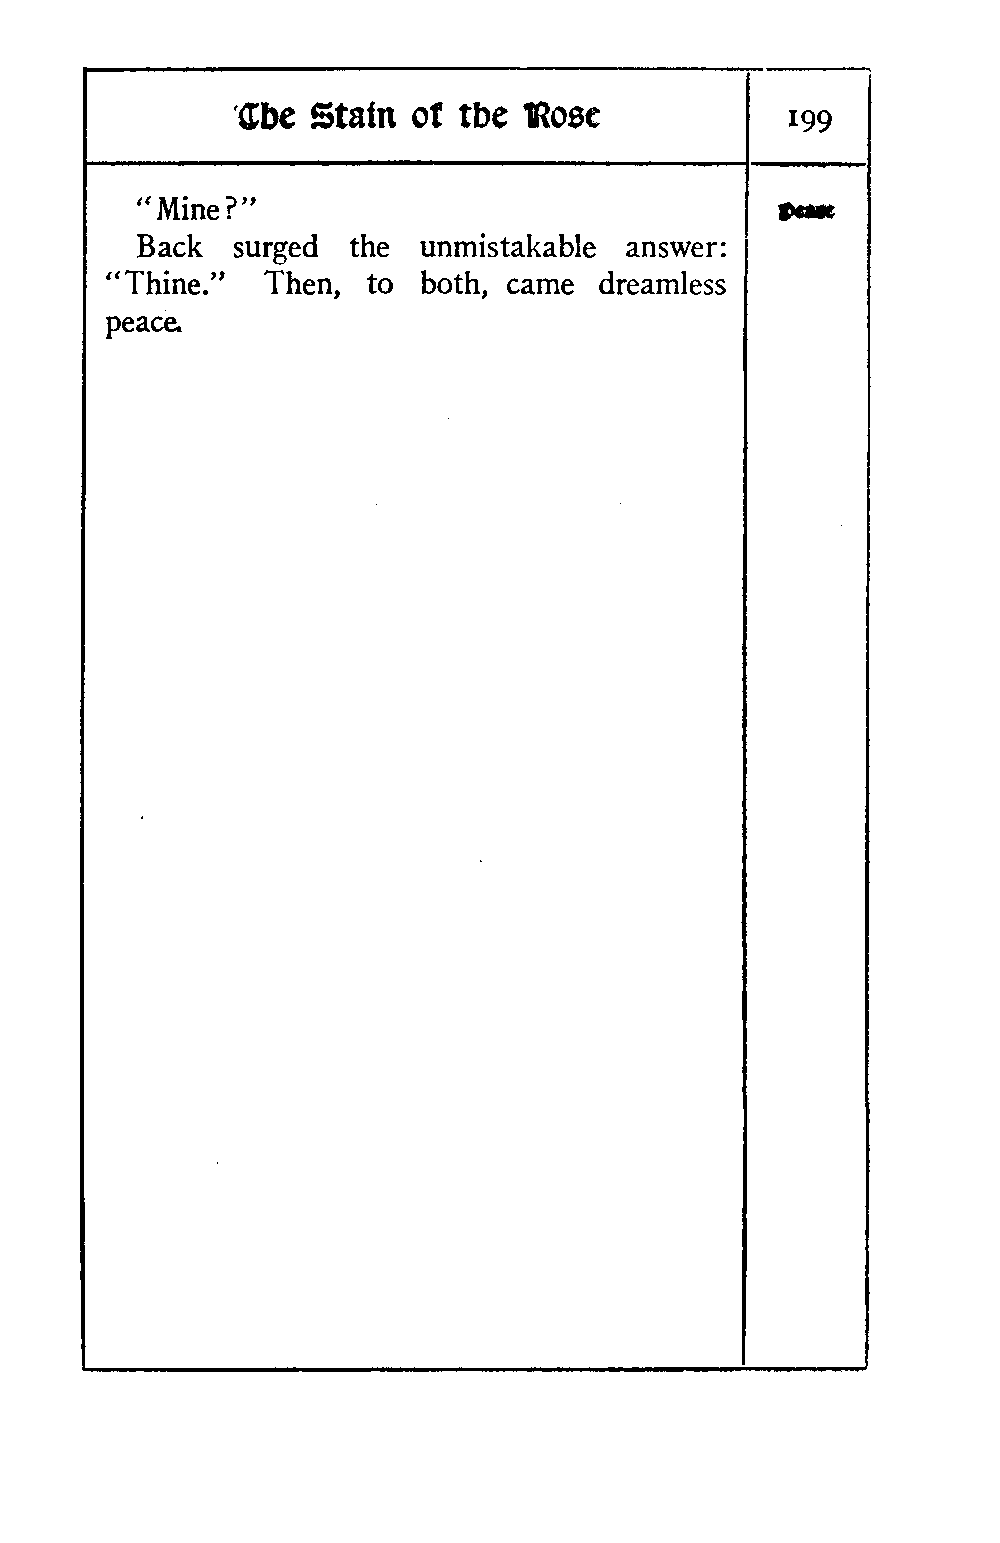 The Stain of the Rose
199
"Mine?"
Peace
Back surged the unmistakable answer:
"Thine." Then, to both, came dreamless
peace.